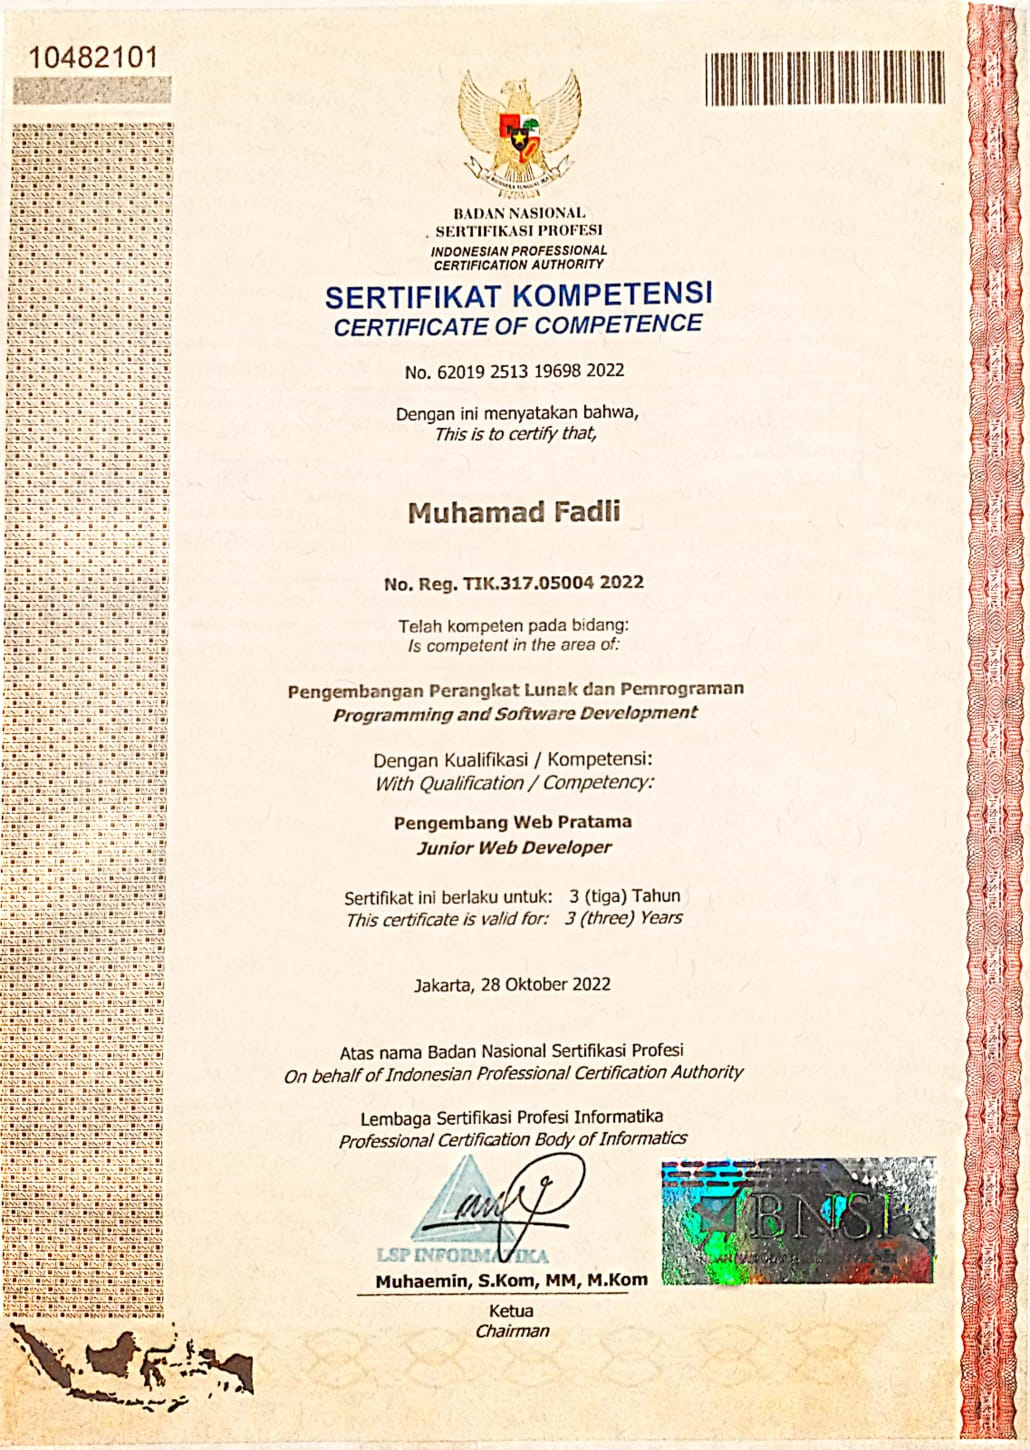 10482101
BADAN NASIONAL
SERTIFIKASI PROFESI
INDONESIAN PROFESSIONAL
CERTIFICATION AUTHORITY
SERTIFIKAT KOMPETENSI
CERTIFICATE OF COMPETENCE
No. 62019 2513 19698 2022
Dengan ini menyatakan bahwa,
This is to certify that,
Muhamad Fadli
No. Reg. TIK.317.05004 2022
Telah kompeten pada bidang:
Is competent in the area of:
Pengembangan Perangkat Lunak dan Pemrograman
Programming and Software Development
Dengan Kualifikasi / Kompetensi:
With Qualification / Competency:
Pengembang Web Pratama
Junior Web Developer
Sertifikat ini berlaku untuk: 3 (tiga) Tahun
This certificate is valid for: 3 (three) Years
Jakarta, 28 Oktober 2022
Atas nama Badan Nasional Sertifikasi Profesi
On behalf of Indonesian Professional Certification Authority
Lembaga Sertifikasi Profesi Informatika
Professional Certification Body of Informatics
LSP INFORMATIKA
BNSP
Muhaemin, S.Kom, MM, M.Kom
Ketua
Chairman